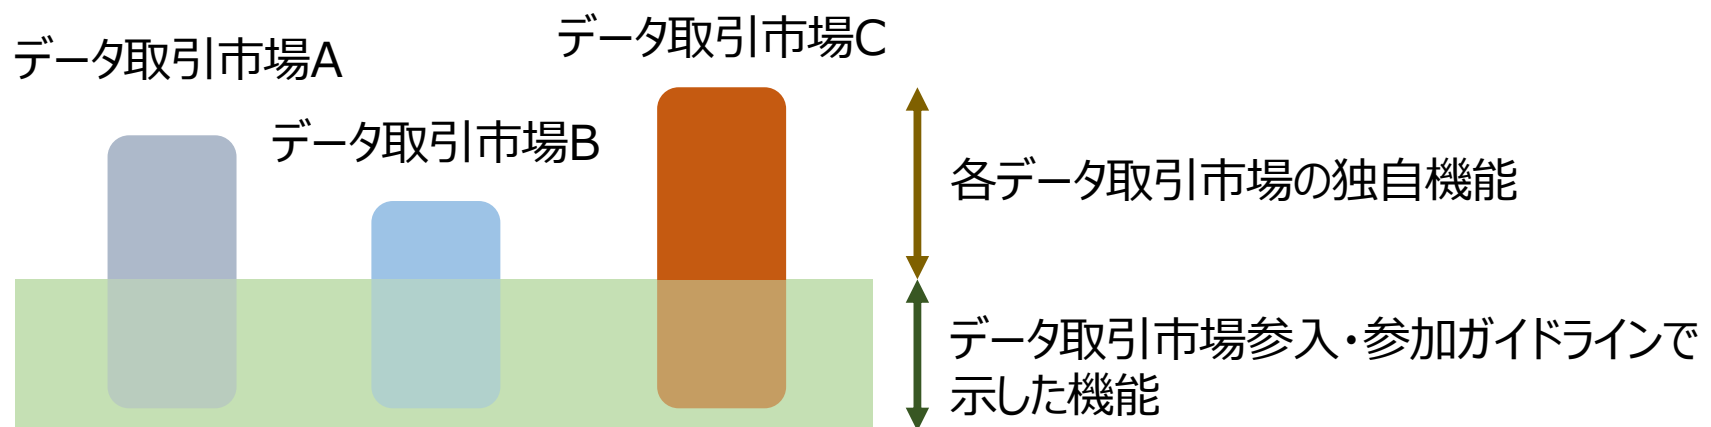 データ取引市場A
データ取引市場C
データ取引市場B
各データ取引市場の独自機能
データ取引市場参入・参加ガイドラインで
示した機能